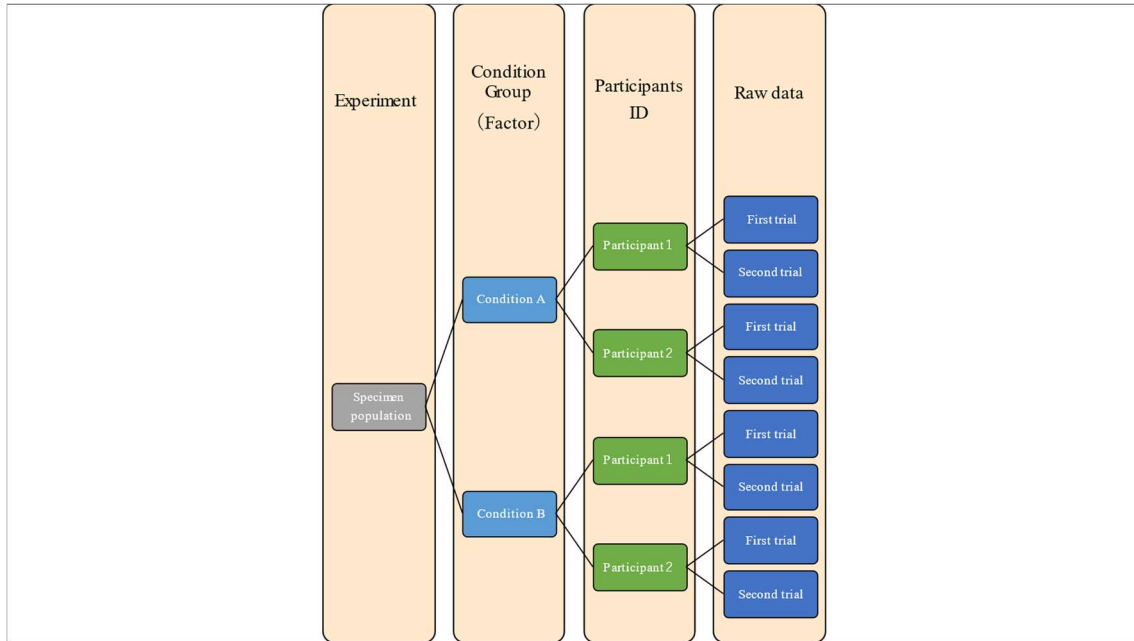 Experiment
Condition
Group
（Factor）
Participants
ID
Raw data
Specimen
population
Condition A
Condition B
Participant 1
Participant 2
Participant 1
Participant 2
First trial
Second trial
First trial
Second trial
First trial
Second trial
First trial
Second trial